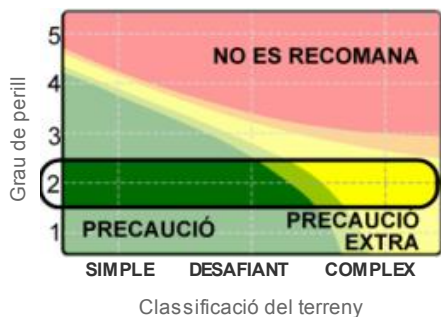 Grau de perill
5
4
3
2
1
NO ES RECOMANA
PRECAUCIÓ
PRECAUCIÓ
EXTRA
SIMPLE DESAFIANT COMPLEX
Classificació del terreny